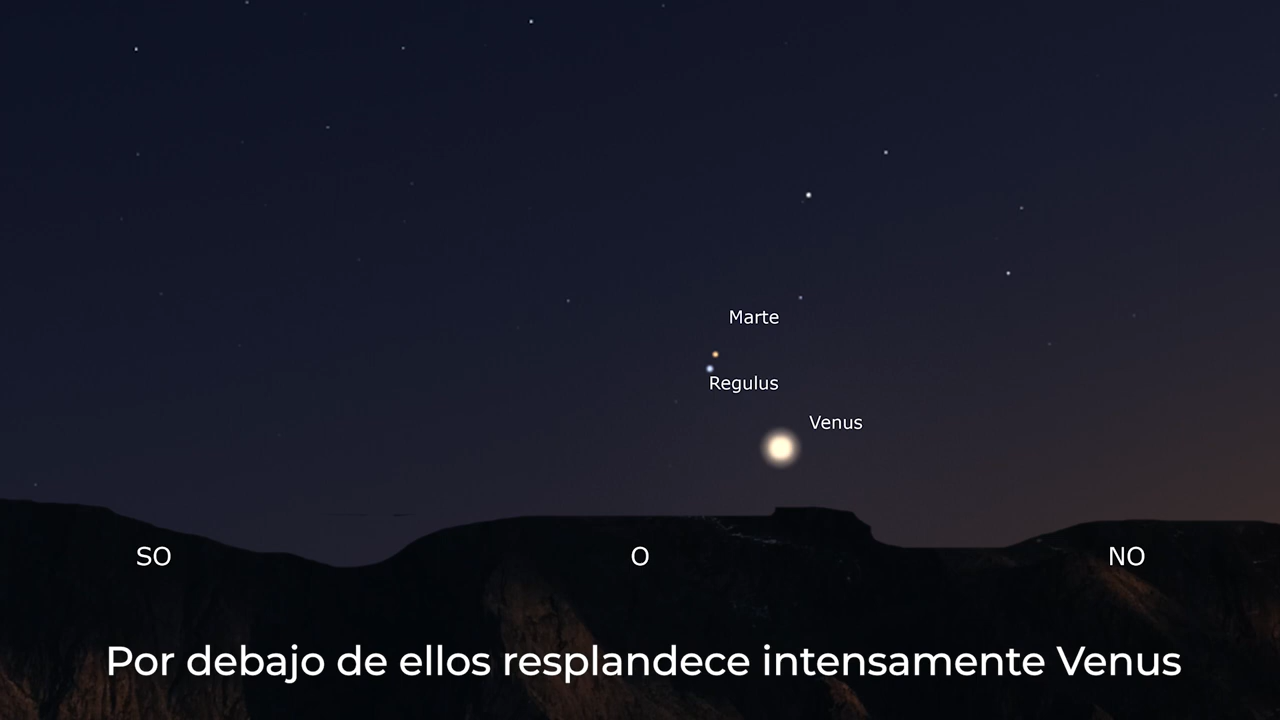 Marte
Regulus
Venus
SO
O
NO
Por debajo de ellos resplandece intensamente Venus